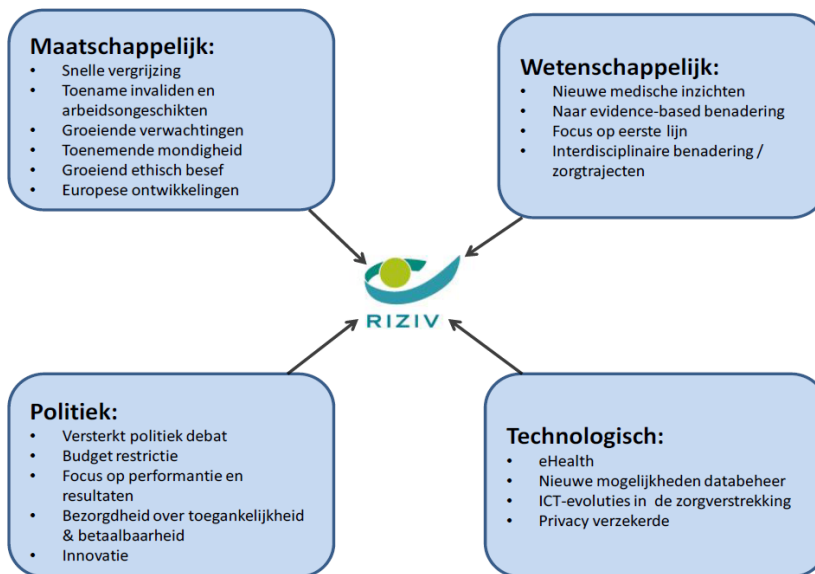 Maatschappelijk:
• Snelle vergrijzing
• Toename invaliden en
arbeidsongeschikten
• Groeiende verwachtingen
• Toenemende mondigheid
• Groeiend ethisch besef
• Europese ontwikkelingen
Wetenschappelijk:
• Nieuwe medische inzichten
• Naar evidence-based benadering
• Focus op eerste lijn
• Interdisciplinaire benadering /
zorgtrajecten
RIZIV
Politiek:
• Versterkt politiek debat
• Budget restrictie
• Focus op performantie en
resultaten
• Bezorgdheid over toegankelijkheid
& betaalbaarheid
• Innovatie
Technologisch:
• eHealth
• Nieuwe mogelijkheden databeheer
• ICT-evoluties in de zorgverstrekking
• Privacy verzekerde